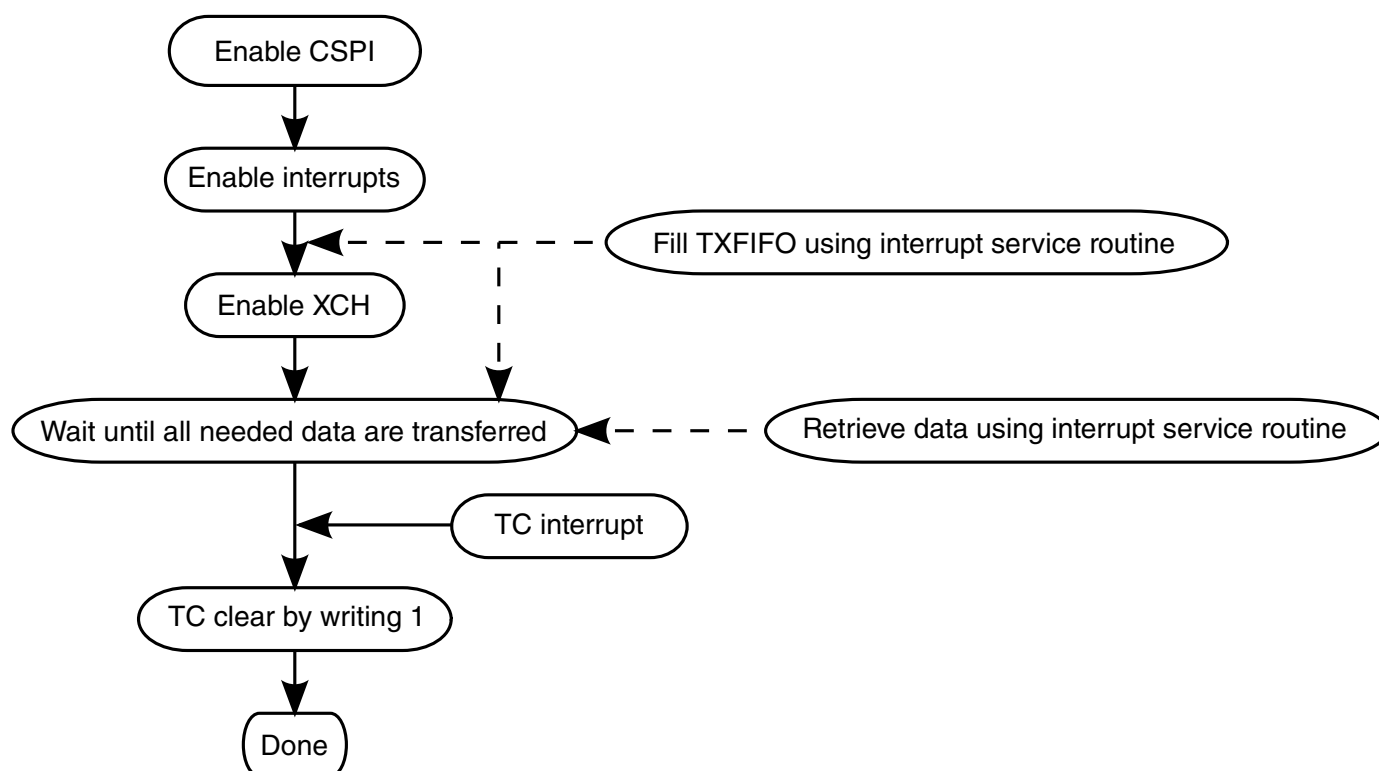 Enable CSPI
Enable interrupts
Fill TXFIFO using interrupt service routine
Enable XCH
Wait until all needed data are transferred
Retrieve data using interrupt service routine
TC interrupt
TC clear by writing 1
Done